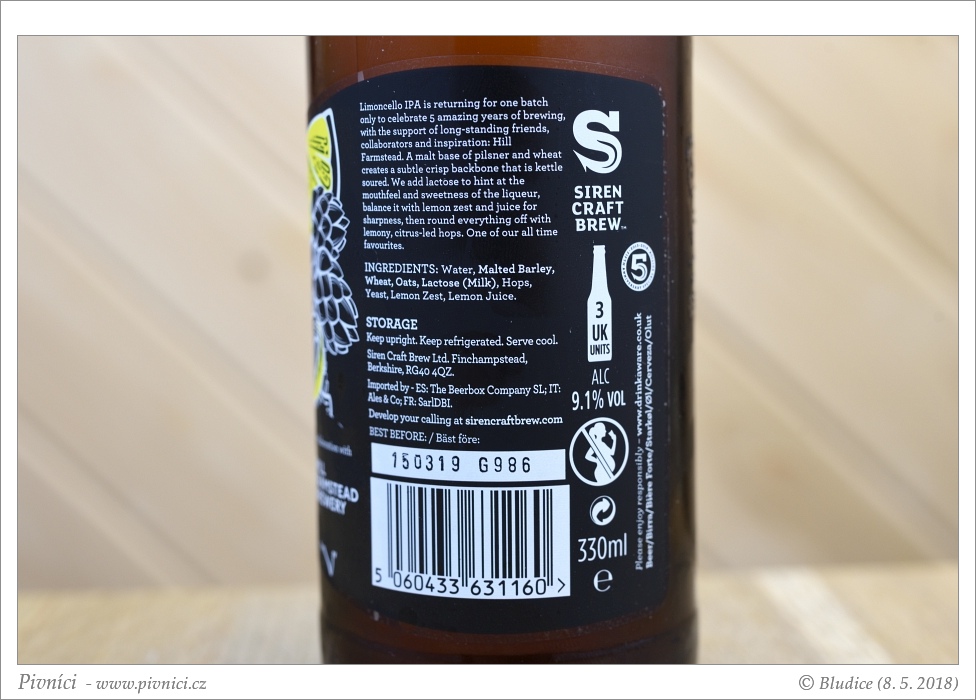 Limoncello IPA is returning for one batch
only to celebrate 5 amazing years of brewing,
with the support of long-standing friends,
collaborators and inspiration: Hill
Farmstead. A malt base of pilsner and wheat
creates a subtle crisp backbone that is kettle
soured. We add lactose to hint at the
mouthfeel and sweetness of the liqueur,
balance it with lemon zest and juice for
sharpness, then round everything off with
lemony, citrus-led hops. One of our all time
favourites.
INGREDIENTS: Water, Malted Barley,
Wheat, Oats, Lactose (Milk), Hops,
Yeast, Lemon Zest, Lemon Juice.
STORAGE
Keep upright. Keep refrigerated. Serve cool.
Siren Craft Brew Ltd. Finchampstead,
Berkshire, RG40 4QZ.
Imported by - ES: The Beerbox Company SL; IT:
Ales & Co; FR: SarlDBI.
Develop your calling at sirencraftbrew.com
BEST BEFORE: / Bäst före:
150319 G986
5 060433 631160 >
S
SIREN
CRAFT
BREW™
5
3
UK
UNITS
ALC
9.1% VOL
330ml
e
Please enjoy responsibly – www.drinkaware.co.uk
Beer/Birra/Bière Forte/Starkøl/Øl/Cerveza/Olut
with
Pivníci - www.pivnici.cz
© Bludice (8. 5. 2018)